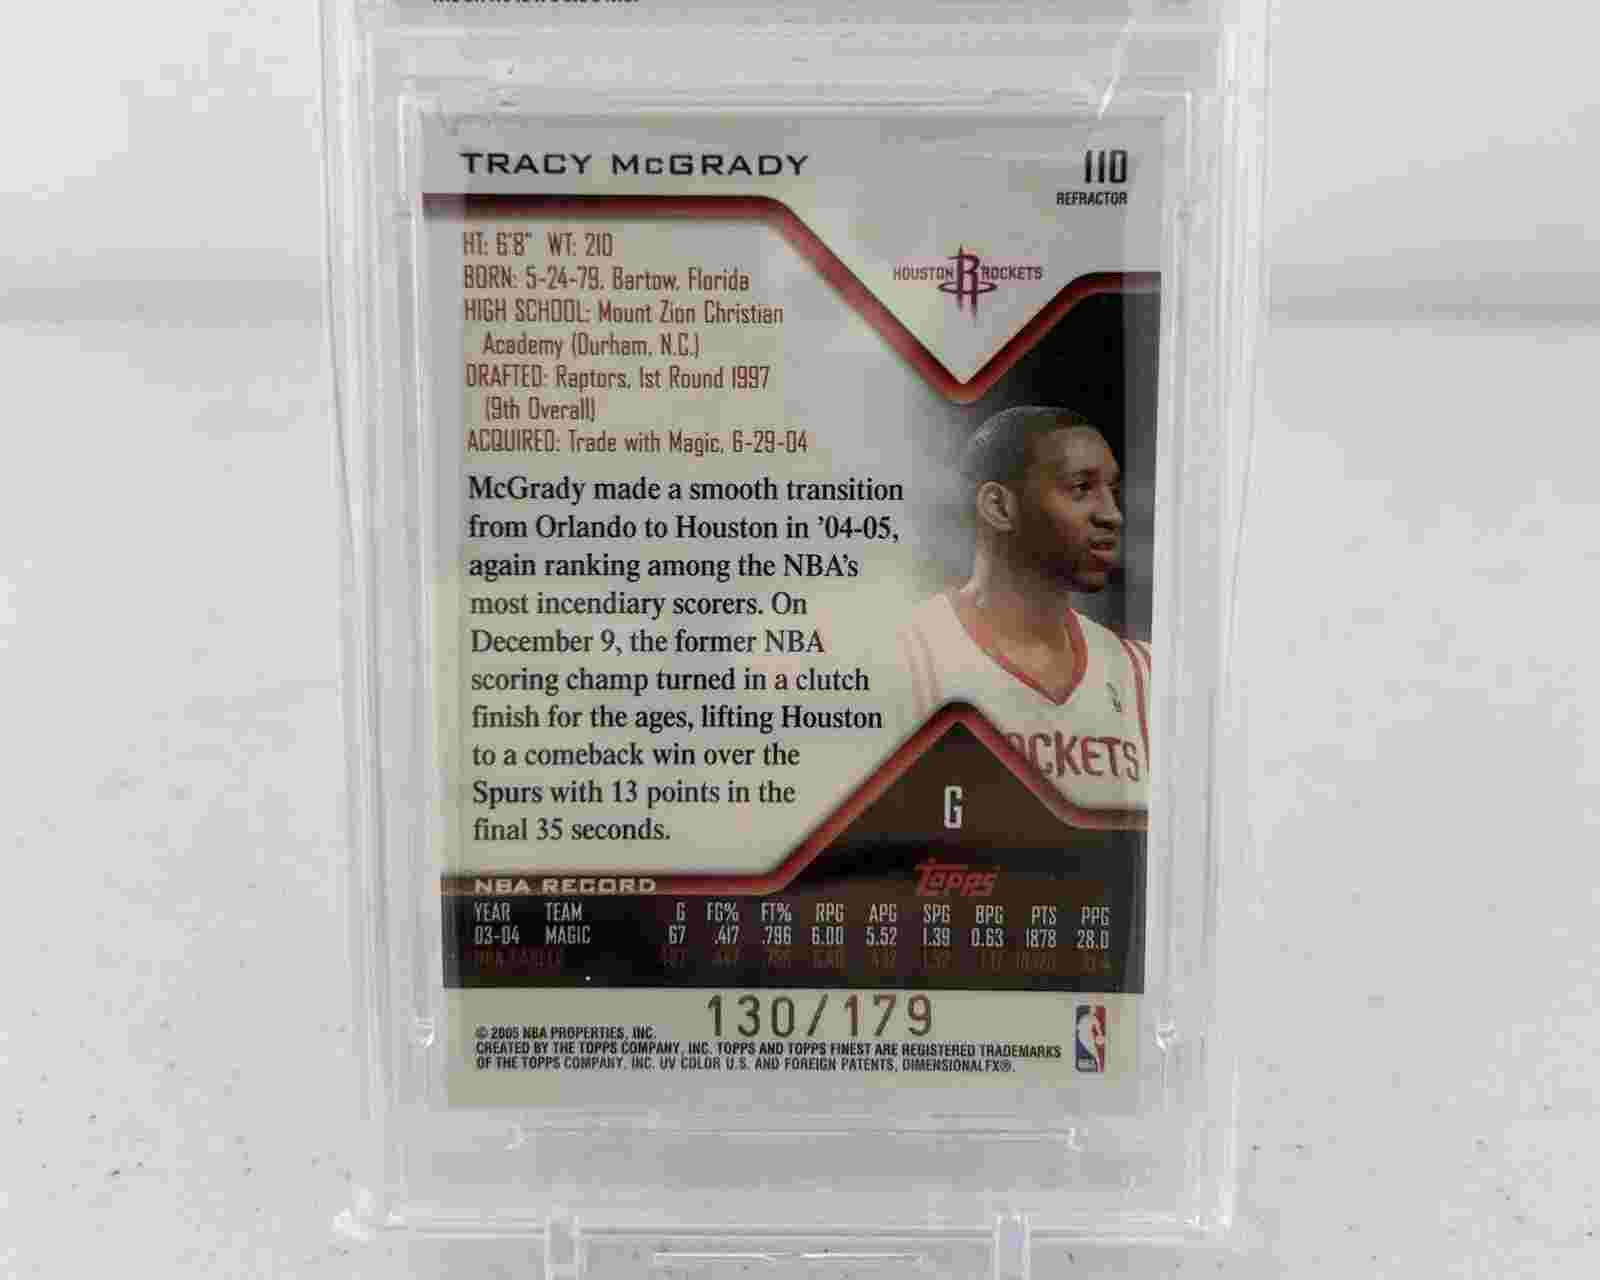 TRACY McGRADY
110
REFRACTOR
HT: 6'8" WT: 210
BORN: 5-24-79, Bartow, Florida
HIGH SCHOOL: Mount Zion Christian
Academy (Durham, N.C.)
DRAFTED: Raptors, 1st Round 1997
(9th Overall)
ACQUIRED: Trade with Magic, 6-29-04
HOUSTON R ROCKETS
McGrady made a smooth transition
from Orlando to Houston in ’04-05,
again ranking among the NBA’s
most incendiary scorers. On
December 9, the former NBA
scoring champ turned in a clutch
finish for the ages, lifting Houston
to a comeback win over the
Spurs with 13 points in the
final 35 seconds.
OCKETS
G
Topps
NBA RECORD
YEAR TEAM G FG% FT% RPG APG SPG BPG PTS PPG
03-04 MAGIC 67 .417 .796 6.00 5.52 1.39 0.63 1878 28.0
NBA CAREER
130/179
© 2005 NBA PROPERTIES, INC.
CREATED BY THE TOPPS COMPANY, INC. TOPPS AND TOPPS FINEST ARE REGISTERED TRADEMARKS
OF THE TOPPS COMPANY, INC. UV COLOR U.S. AND FOREIGN PATENTS, DIMENSIONALFX®.